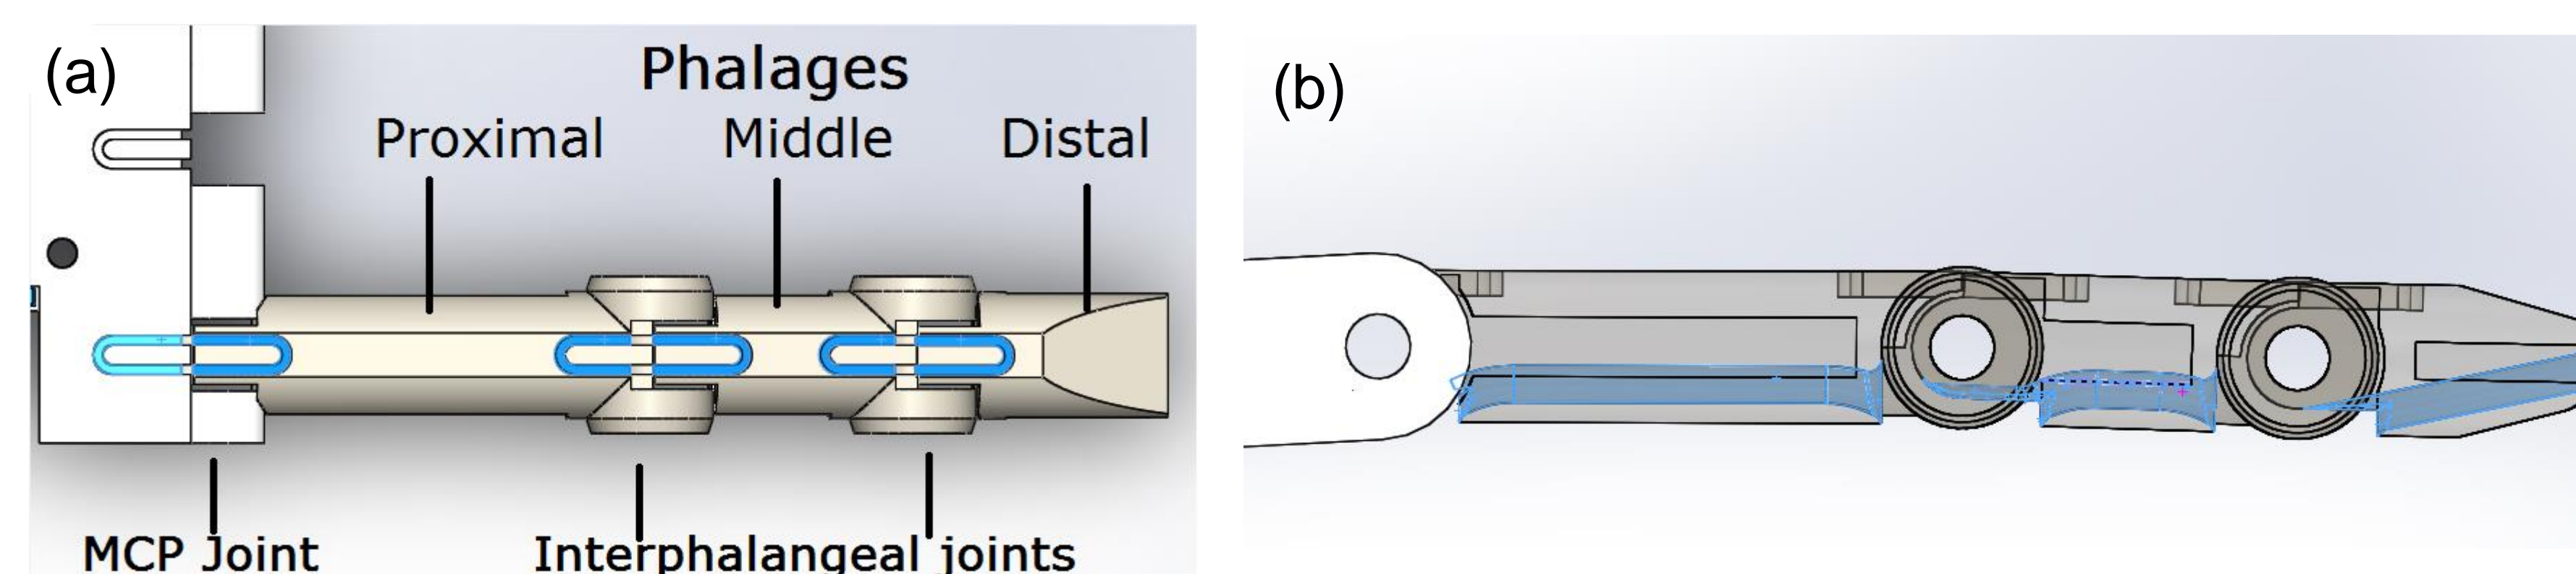 (a)
Phalages
Proximal Middle Distal
MCP Joint Interphalangeal joints
(b)